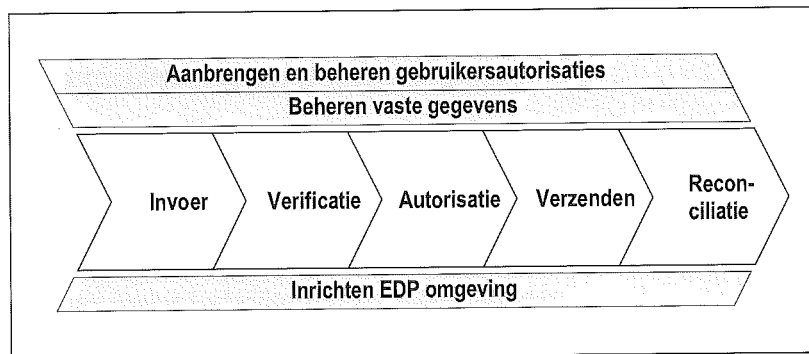 Aanbrengen en beheren gebruikersautorisaties
Beheren vaste gegevens
Invoer
Verificatie
Autorisatie
Verzenden
Recon-
ciliatie
Inrichten EDP omgeving